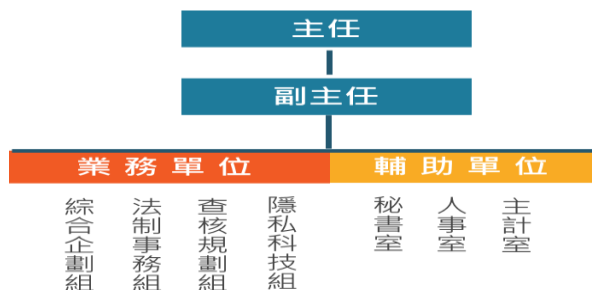 主任
副主任
業務單位
輔助單位
綜合企劃組
法制事務組
查核規劃組
隱私科技組
秘書室
人事室
主計室